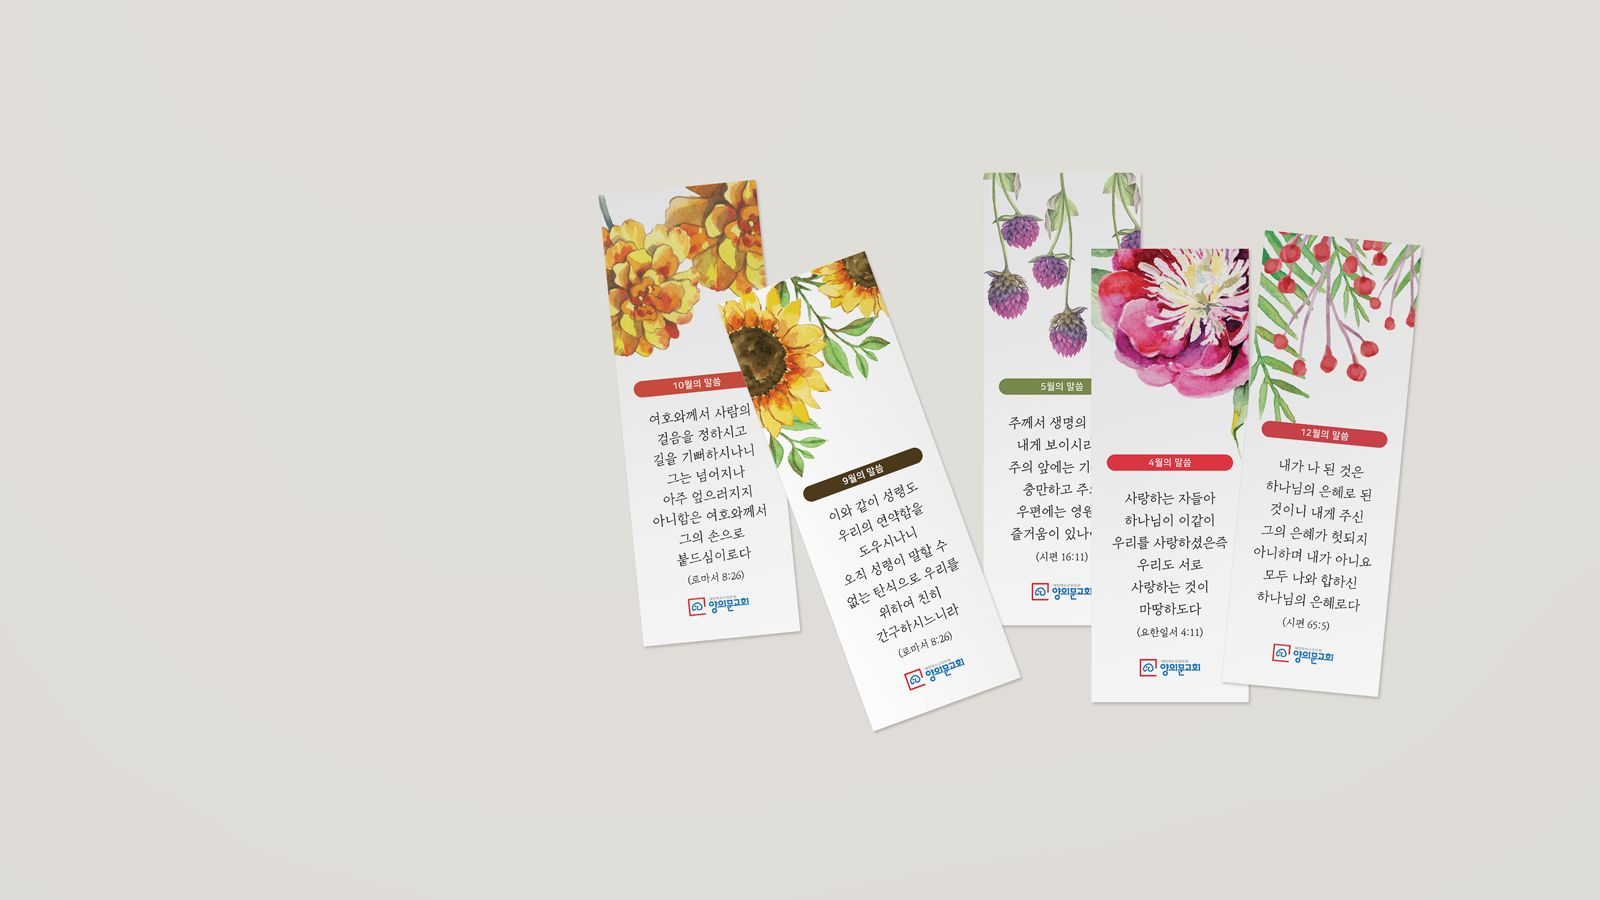 10월의 말씀
여호와께서 사람의
걸음을 정하시고
길을 기뻐하시나니
그는 넘어지나
아주 엎으러지지
아니함은 여호와께서
그의 손으로
붙드심이로다
(로마서 8:26)
양의문교회
9월의 말씀
이와 같이 성령도
우리의 연약함을
도우시나니
오직 성령이 말할 수
없는 탄식으로 우리를
위하여 친히
간구하시느니라
(로마서 8:26)
양의문교회
5월의 말씀
주께서 생명의
내게 보이시리
주의 앞에는 기
충만하고 주
우편에는 영원
즐거움이 있나
(시편 16:11)
양의문교회
4월의 말씀
사랑하는 자들아
하나님이 이같이
우리를 사랑하셨은즉
우리도 서로
사랑하는 것이
마땅하도다
(요한일서 4:11)
양의문교회
12월의 말씀
내가 나 된 것은
하나님의 은혜로 된
것이니 내게 주신
그의 은혜가 헛되지
아니하며 내가 아니요
모두 나와 합하신
하나님의 은혜로다
(시편 65:5)
양의문교회